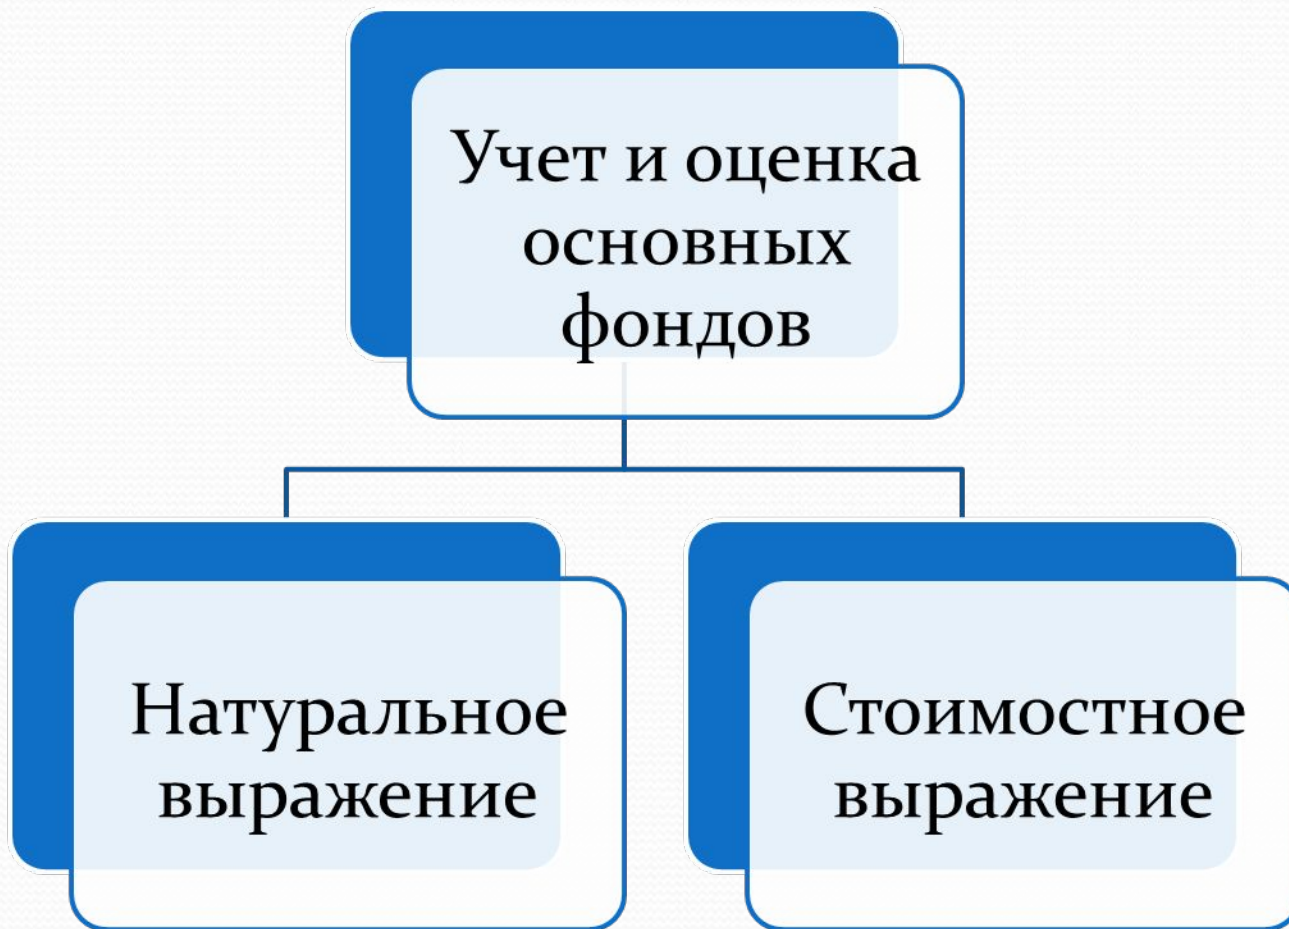 Учет и оценка
основных
фондов
Натуральное
выражение
Стоимостное
выражение